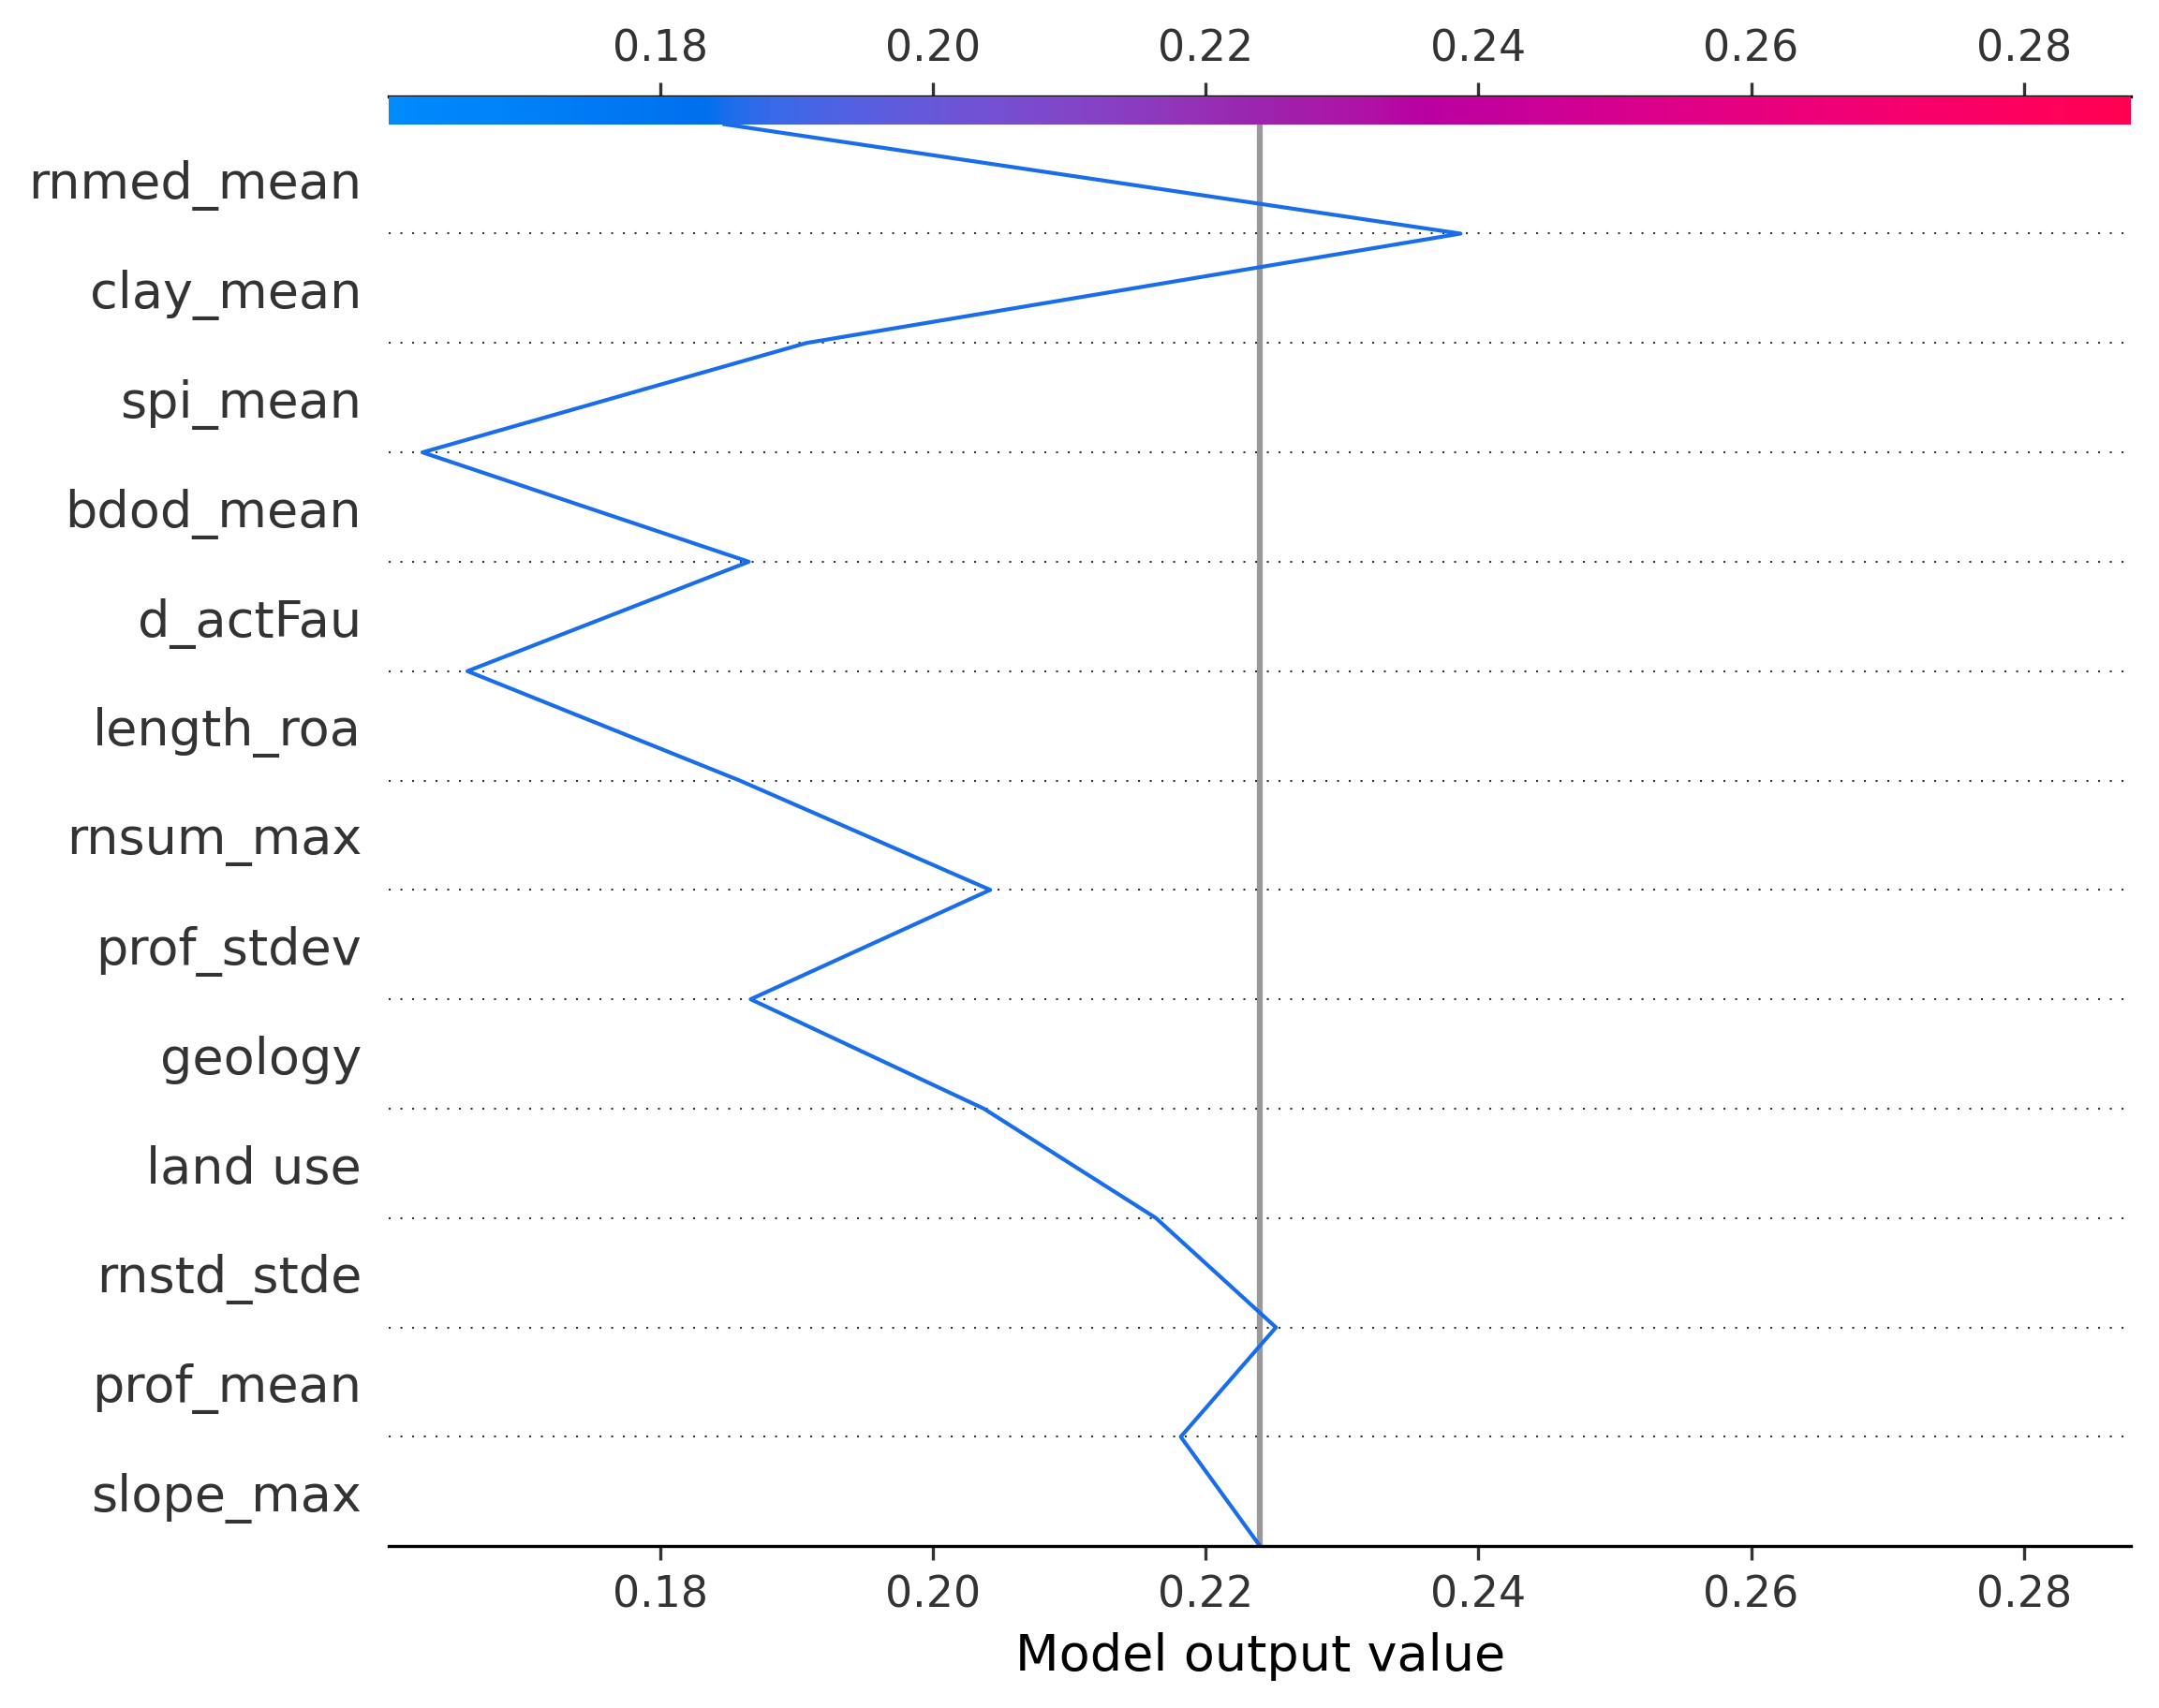 0.18 0.20 0.22 0.24 0.26 0.28
rnmed_mean
clay_mean
spi_mean
bdod_mean
d_actFau
length_roa
rnsum_max
prof_stdev
geology
land use
rnstd_stde
prof_mean
slope_max
0.18 0.20 0.22 0.24 0.26 0.28
Model output value